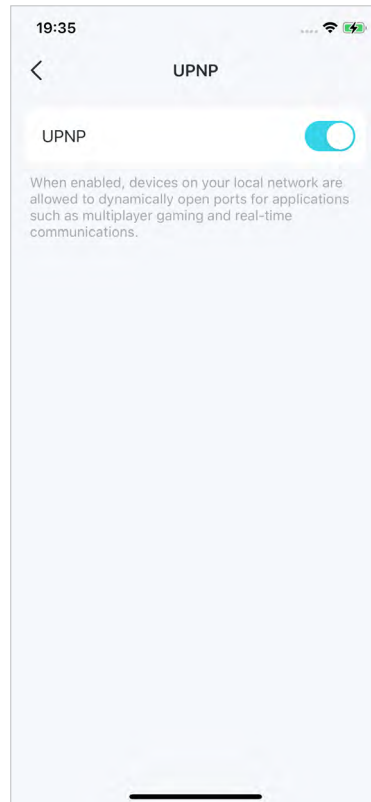 19:35
UPNP
UPNP
When enabled, devices on your local network are
allowed to dynamically open ports for applications
such as multiplayer gaming and real-time
communications.